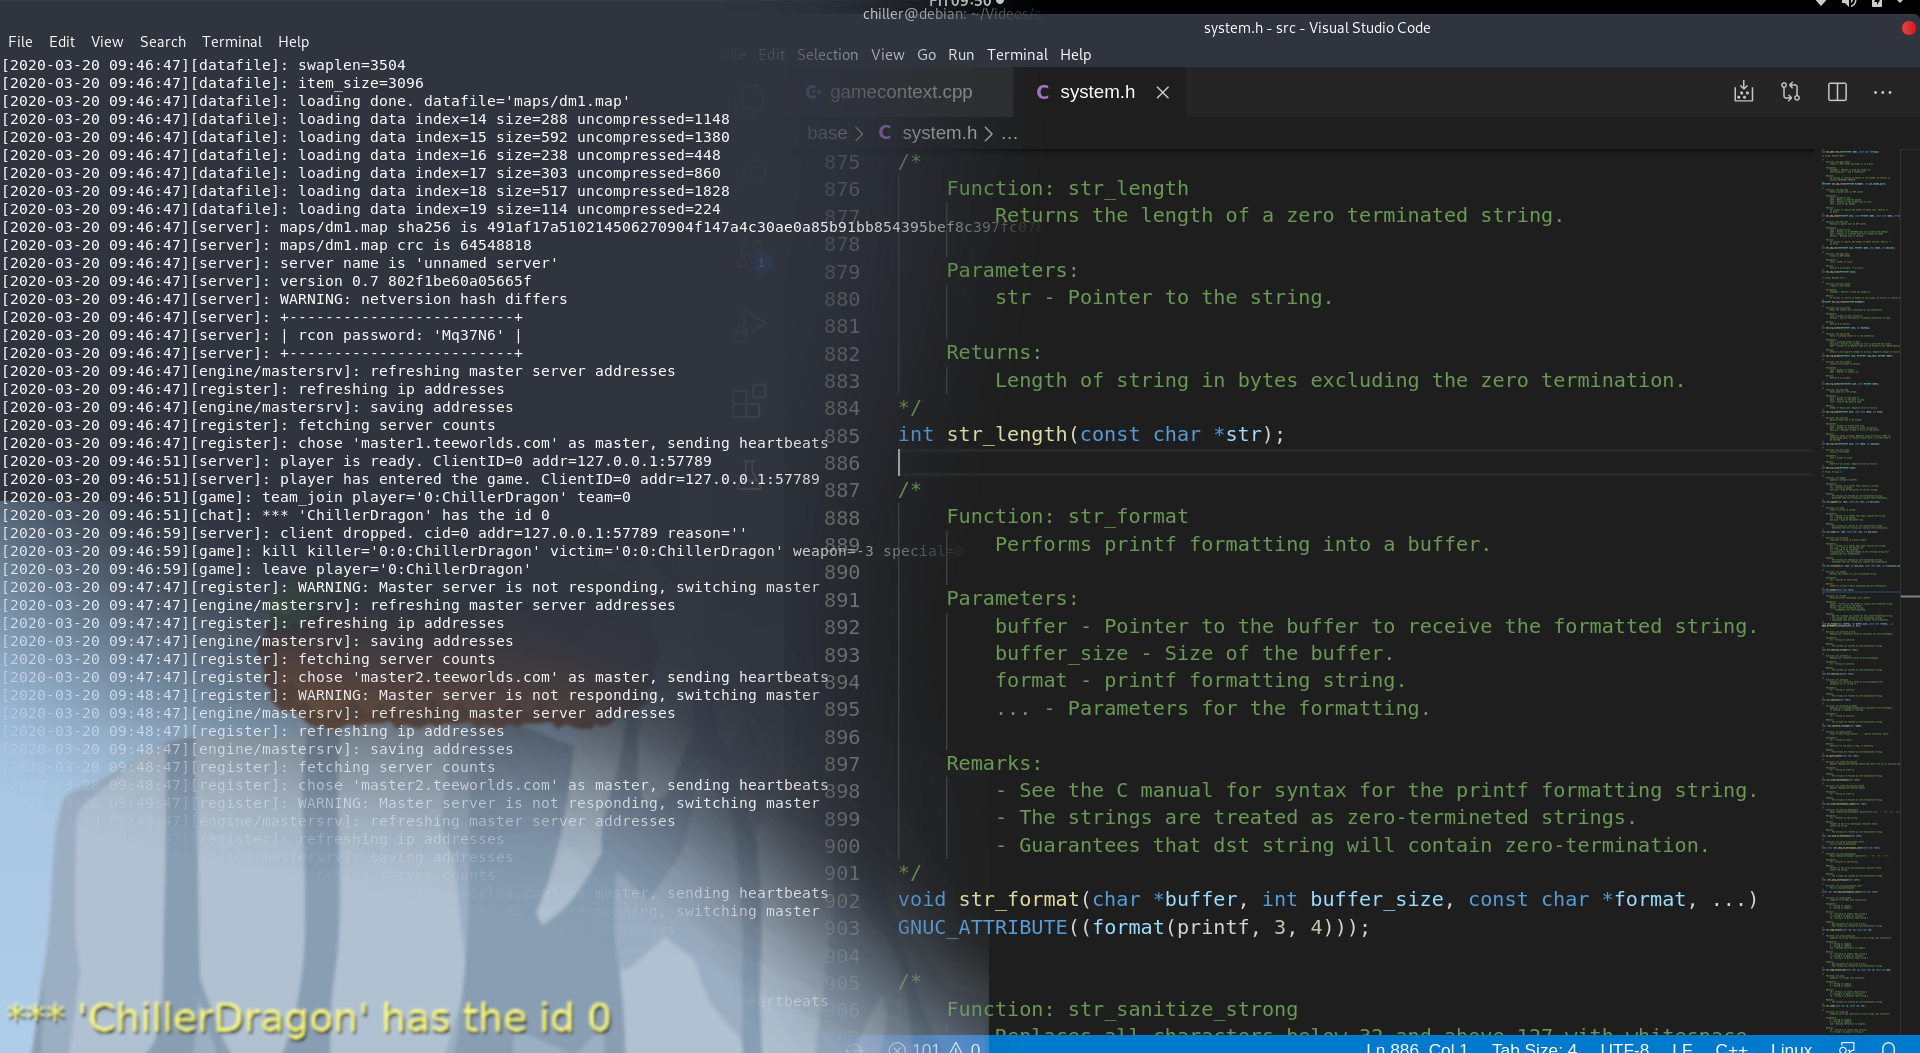 Fri 09:50
chiller@debian: ~/Videos/c
system.h - src - Visual Studio Code
File Edit View Search Terminal Help
File Edit Selection View Go Run Terminal Help
[2020-03-20 09:46:47][datafile]: swaplen=3504
[2020-03-20 09:46:47][datafile]: item_size=3096
[2020-03-20 09:46:47][datafile]: loading done. datafile='maps/dm1.map'
[2020-03-20 09:46:47][datafile]: loading data index=14 size=288 uncompressed=1148
[2020-03-20 09:46:47][datafile]: loading data index=15 size=592 uncompressed=1380
[2020-03-20 09:46:47][datafile]: loading data index=16 size=238 uncompressed=448
[2020-03-20 09:46:47][datafile]: loading data index=17 size=303 uncompressed=860
[2020-03-20 09:46:47][datafile]: loading data index=18 size=517 uncompressed=1828
[2020-03-20 09:46:47][datafile]: loading data index=19 size=114 uncompressed=224
[2020-03-20 09:46:47][server]: maps/dm1.map sha256 is 491af17a510214506270904f147a4c30ae0a85b91bb854395bef8c397fc078
[2020-03-20 09:46:47][server]: maps/dm1.map crc is 64548818
[2020-03-20 09:46:47][server]: server name is 'unnamed server'
[2020-03-20 09:46:47][server]: version 0.7 802f1be60a05665f
[2020-03-20 09:46:47][server]: WARNING: netversion hash differs
[2020-03-20 09:46:47][server]: +-------------------------+
[2020-03-20 09:46:47][server]: | rcon password: 'Mq37N6' |
[2020-03-20 09:46:47][server]: +-------------------------+
[2020-03-20 09:46:47][engine/mastersrv]: refreshing master server addresses
[2020-03-20 09:46:47][register]: refreshing ip addresses
[2020-03-20 09:46:47][engine/mastersrv]: saving addresses
[2020-03-20 09:46:47][register]: fetching server counts
[2020-03-20 09:46:47][register]: chose 'master1.teeworlds.com' as master, sending heartbeats
[2020-03-20 09:46:51][server]: player is ready. ClientID=0 addr=127.0.0.1:57789
[2020-03-20 09:46:51][server]: player has entered the game. ClientID=0 addr=127.0.0.1:57789
[2020-03-20 09:46:51][game]: team_join player='0:ChillerDragon' team=0
[2020-03-20 09:46:51][chat]: *** 'ChillerDragon' has the id 0
[2020-03-20 09:46:59][server]: client dropped. cid=0 addr=127.0.0.1:57789 reason=''
[2020-03-20 09:46:59][game]: kill killer='0:0:ChillerDragon' victim='0:0:ChillerDragon' weapon=-3 special=0
[2020-03-20 09:46:59][game]: leave player='0:ChillerDragon'
[2020-03-20 09:47:47][register]: WARNING: Master server is not responding, switching master
[2020-03-20 09:47:47][engine/mastersrv]: refreshing master server addresses
[2020-03-20 09:47:47][register]: refreshing ip addresses
[2020-03-20 09:47:47][engine/mastersrv]: saving addresses
[2020-03-20 09:47:47][register]: fetching server counts
[2020-03-20 09:47:47][register]: chose 'master2.teeworlds.com' as master, sending heartbeats
[2020-03-20 09:48:47][register]: WARNING: Master server is not responding, switching master
[2020-03-20 09:48:47][engine/mastersrv]: refreshing master server addresses
[2020-03-20 09:48:47][register]: refreshing ip addresses
[2020-03-20 09:48:47][engine/mastersrv]: saving addresses
[2020-03-20 09:48:47][register]: fetching server counts
[2020-03-20 09:48:47][register]: chose 'master2.teeworlds.com' as master, sending heartbeats
09:49:47][register]: WARNING: Master server is not responding, switching master
[engine/mastersrv]: refreshing master server addresses
[register]: refreshing ip addresses
engine/mastersrv]: saving addresses
fetching server counts
teeworlds.com' as master, sending heartbeats
responding, switching master
heartbeats
*** 'ChillerDragon' has the id 0
gamecontext.cpp
C system.h
base > C system.h > ...
1
875 /*
876 Function: str_length
877 Returns the length of a zero terminated string.
878
879 Parameters:
880 str - Pointer to the string.
881
882 Returns:
883 Length of string in bytes excluding the zero termination.
884 */
885 int str_length(const char *str);
886
887 /*
888 Function: str_format
889 Performs printf formatting into a buffer.
890
891 Parameters:
892 buffer - Pointer to the buffer to receive the formatted string.
893 buffer_size - Size of the buffer.
894 format - printf formatting string.
895 ... - Parameters for the formatting.
896
897 Remarks:
898 - See the C manual for syntax for the printf formatting string.
899 - The strings are treated as zero-termineted strings.
900 - Guarantees that dst string will contain zero-termination.
901 */
902 void str_format(char *buffer, int buffer_size, const char *format, ...)
903 GNUC_ATTRIBUTE((format(printf, 3, 4)));
904
905 /*
906 Function: str_sanitize_strong
Replaces all characters below 32 and above 127 with whitespace
101 0 Ln 886, Col 1 Tab Size: 4 UTF-8 LF C++ Linux